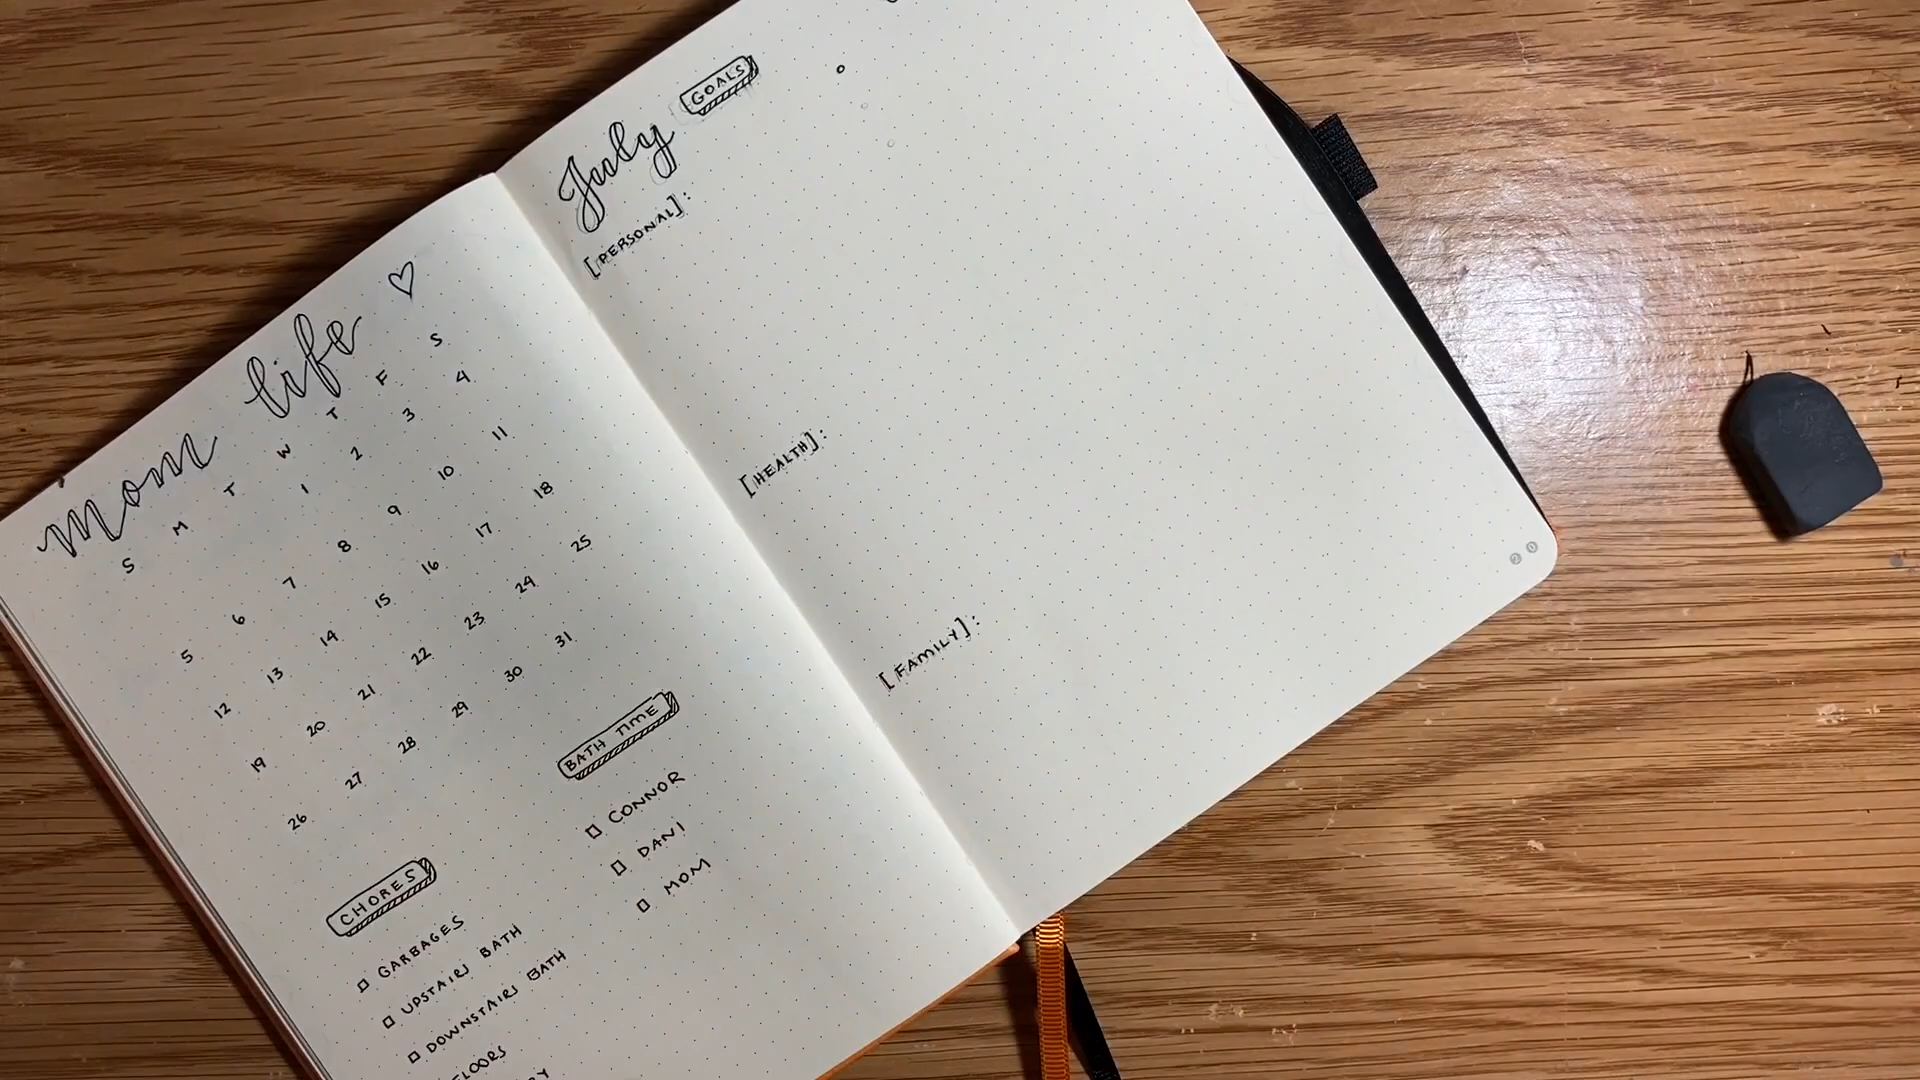 mom life
S M T W T F S
1 2 3 4
5 6 7 8 9 10 11
12 13 14 15 16 17 18
19 20 21 22 23 24 25
26 27 28 29 30 31
CHORES
GARBAGES
UPSTAIRS BATH
DOWNSTAIRS BATH
FLOORS
BATH TIME
CONNOR
DANI
MOM
July GOALS
[PERSONAL]:
[HEALTH]:
[FAMILY]:
20